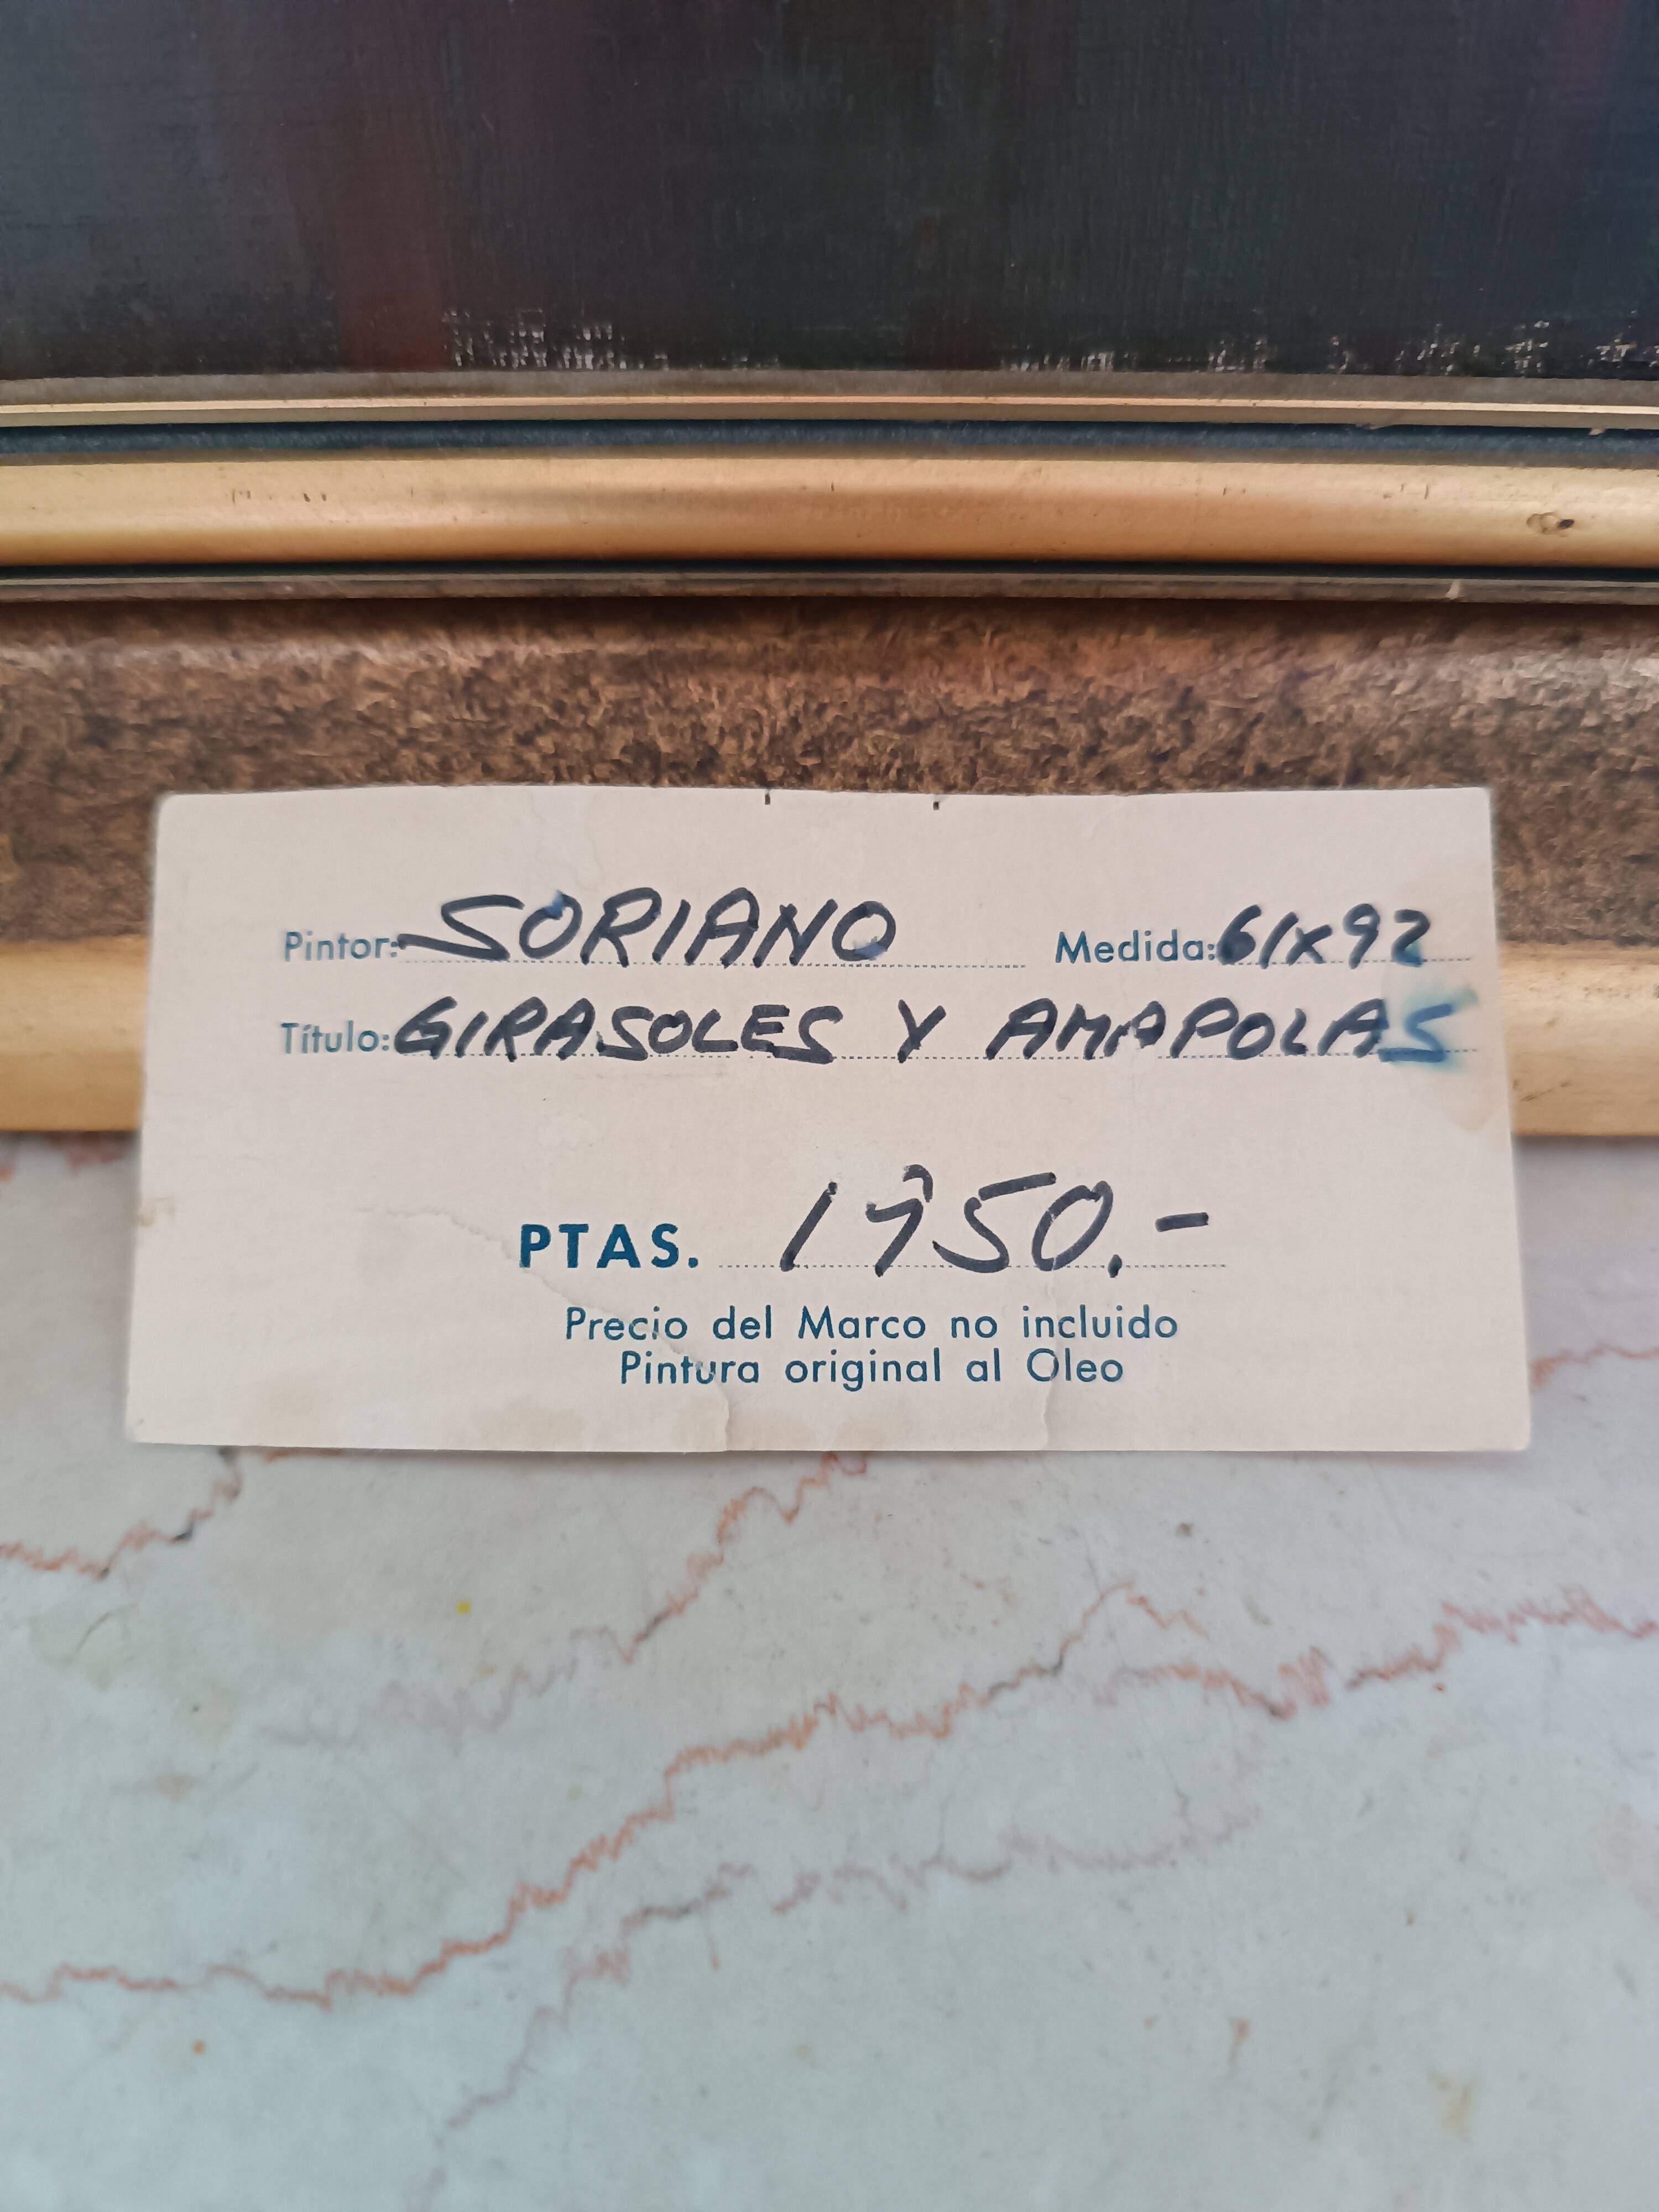 Pintor: SORIANO Medida: 61x92
Título: GIRASOLES Y AMAPOLAS
PTAS. 1950.-
Precio del Marco no incluido
Pintura original al Oleo